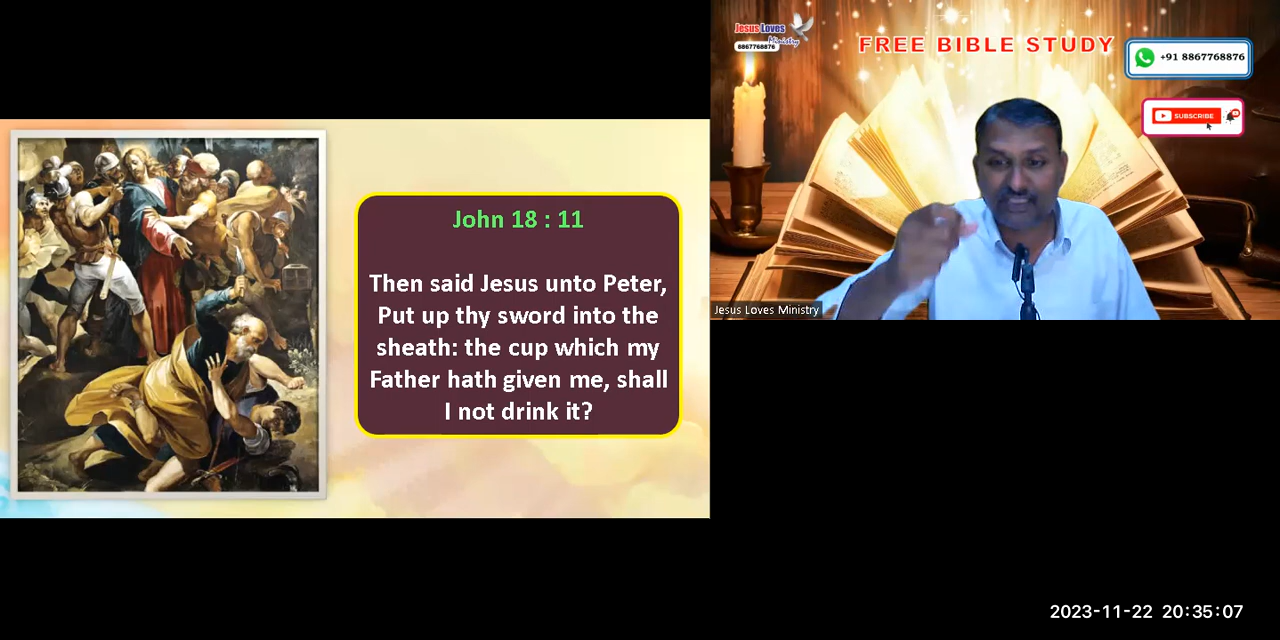 John 18 : 11
Then said Jesus unto Peter,
Put up thy sword into the
sheath: the cup which my
Father hath given me, shall
I not drink it?
Jesus Loves
Ministry
8867768876
FREE BIBLE STUDY
+91 8867768876
SUBSCRIBE
Jesus Loves Ministry
2023-11-22 20:35:07